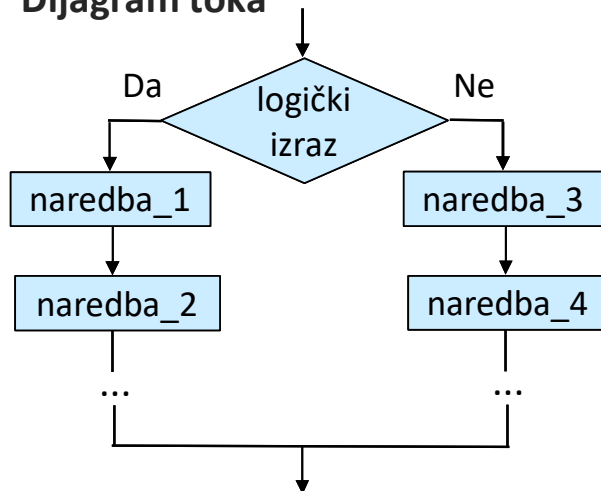 Dijagram toka
Da
logički
izraz
Ne
naredba_1
naredba_3
naredba_2
naredba_4
...
...